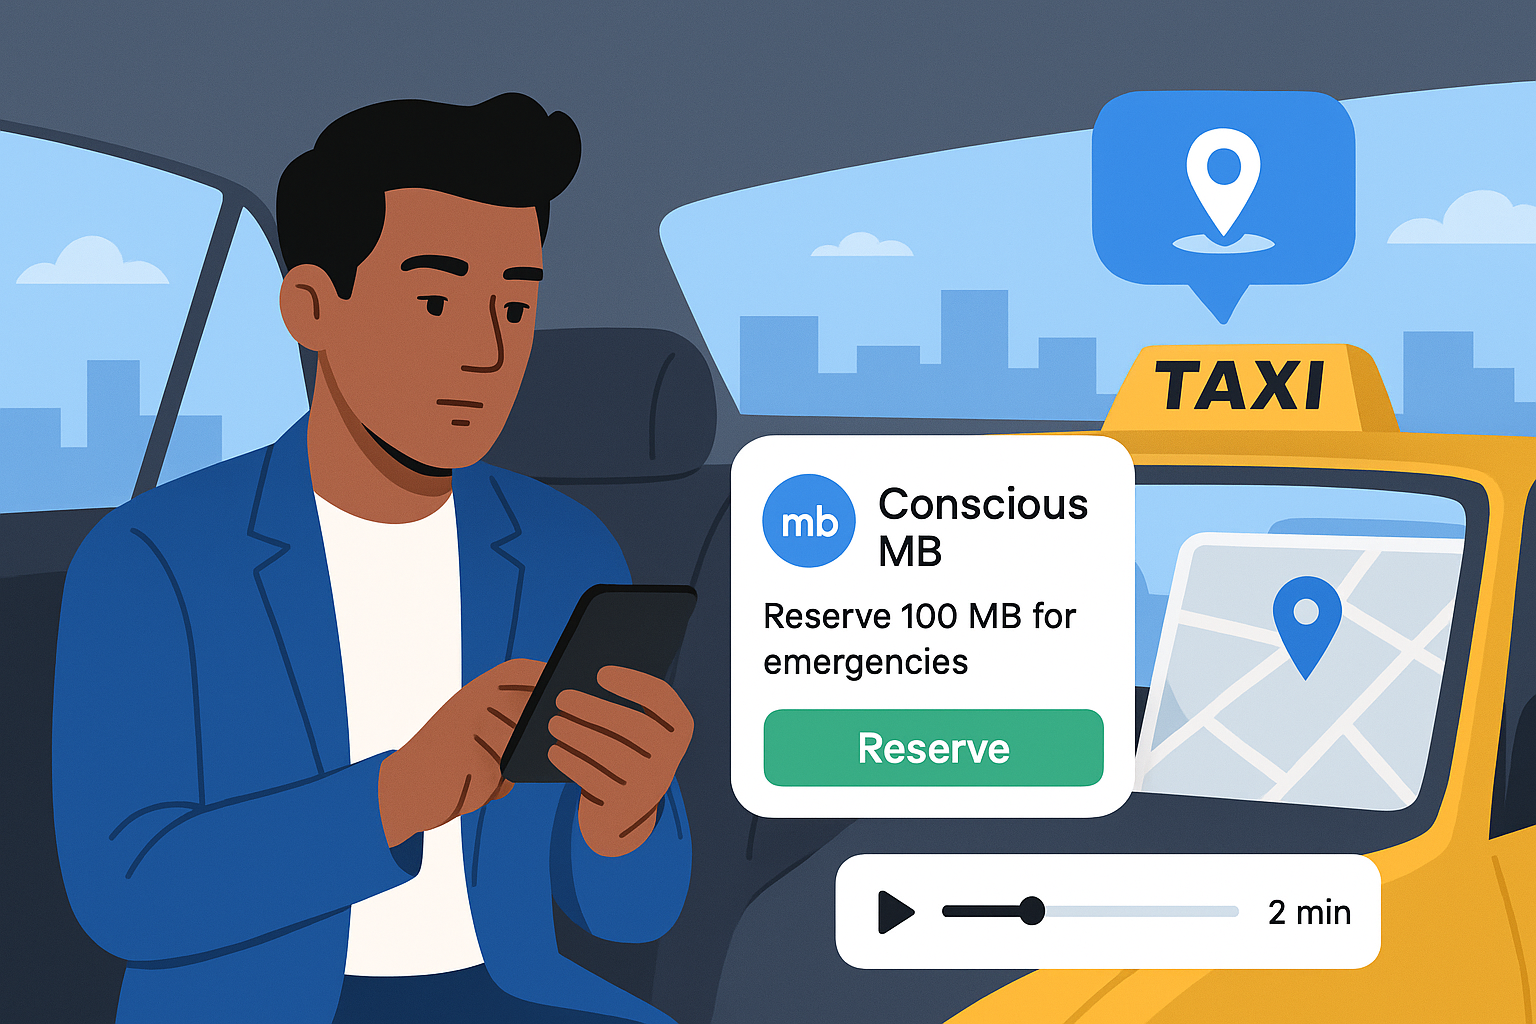 TAXI
mb
Conscious
MB
Reserve 100 MB for
emergencies
Reserve
2 min